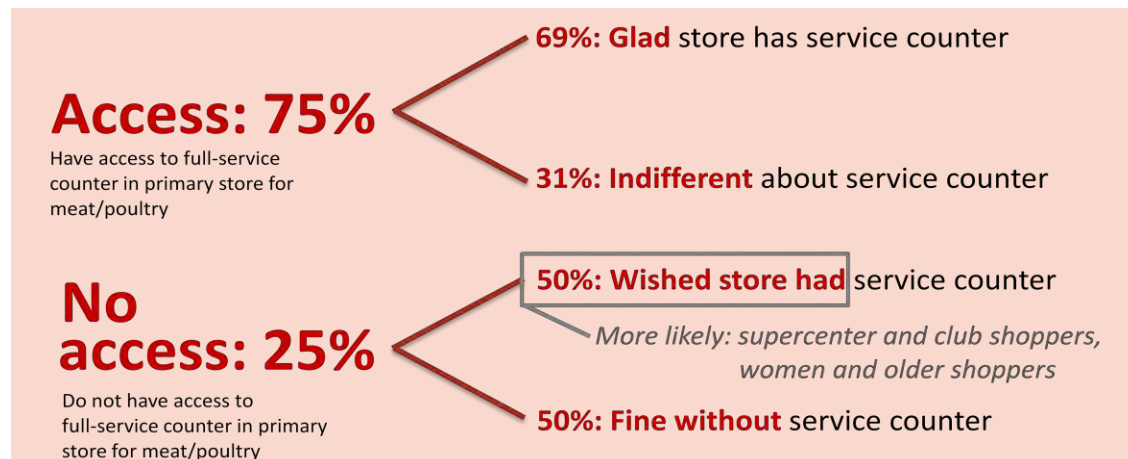 69%: Glad store has service counter
Access: 75%
Have access to full-service
counter in primary store for
meat/poultry
31%: Indifferent about service counter
50%: Wished store had service counter
More likely: supercenter and club shoppers,
women and older shoppers
No
access: 25%
Do not have access to
full-service counter in primary
store for meat/poultry
50%: Fine without service counter